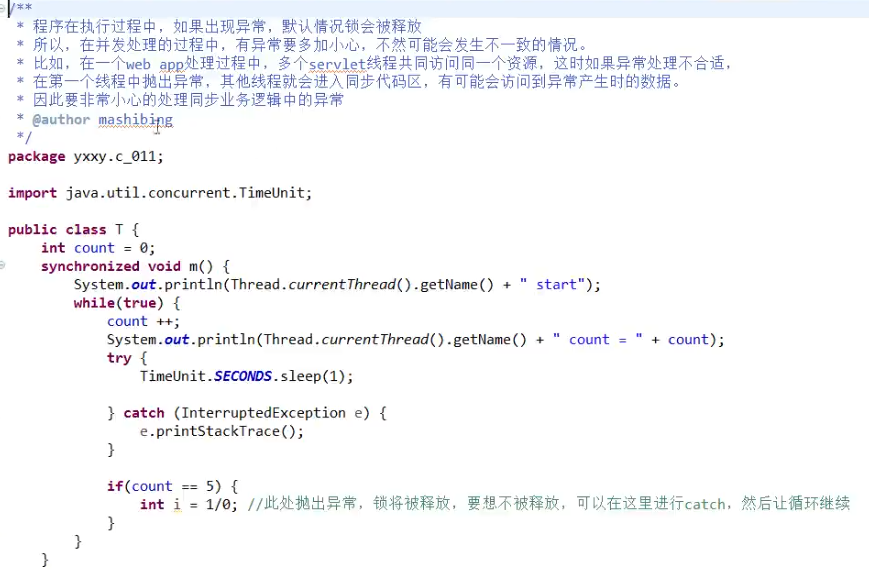 /**
 * 程序在执行过程中，如果出现异常，默认情况锁会被释放
 * 所以，在并发处理的过程中，有异常要多加小心，不然可能会发生不一致的情况。
 * 比如，在一个web app处理过程中，多个servlet线程共同访问同一个资源，这时如果异常处理不合适，
 * 在第一个线程中抛出异常，其他线程就会进入同步代码区，有可能会访问到异常产生时的数据。
 * 因此要非常小心的处理同步业务逻辑中的异常
 * @author mashibing
 */
package yxxy.c_011;
import java.util.concurrent.TimeUnit;
public class T {
    int count = 0;
    synchronized void m() {
        System.out.println(Thread.currentThread().getName() + " start");
        while(true) {
            count ++;
            System.out.println(Thread.currentThread().getName() + " count = " + count);
            try {
                TimeUnit.SECONDS.sleep(1);
            } catch (InterruptedException e) {
                e.printStackTrace();
            }
            if(count == 5) {
                int i = 1/0; //此处抛出异常，锁将被释放，要想不被释放，可以在这里进行catch，然后让循环继续
            }
        }
    }